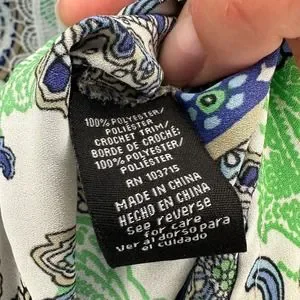 100% POLYESTER/
POLIÉSTER
CROCHET TRIM/
BORDE DE CROCHÉ:
100% POLYESTER/
POLIÉSTER
RN 103715
MADE IN CHINA
HECHO EN CHINA
See reverse
for care
Ver al dorso para
el cuidado